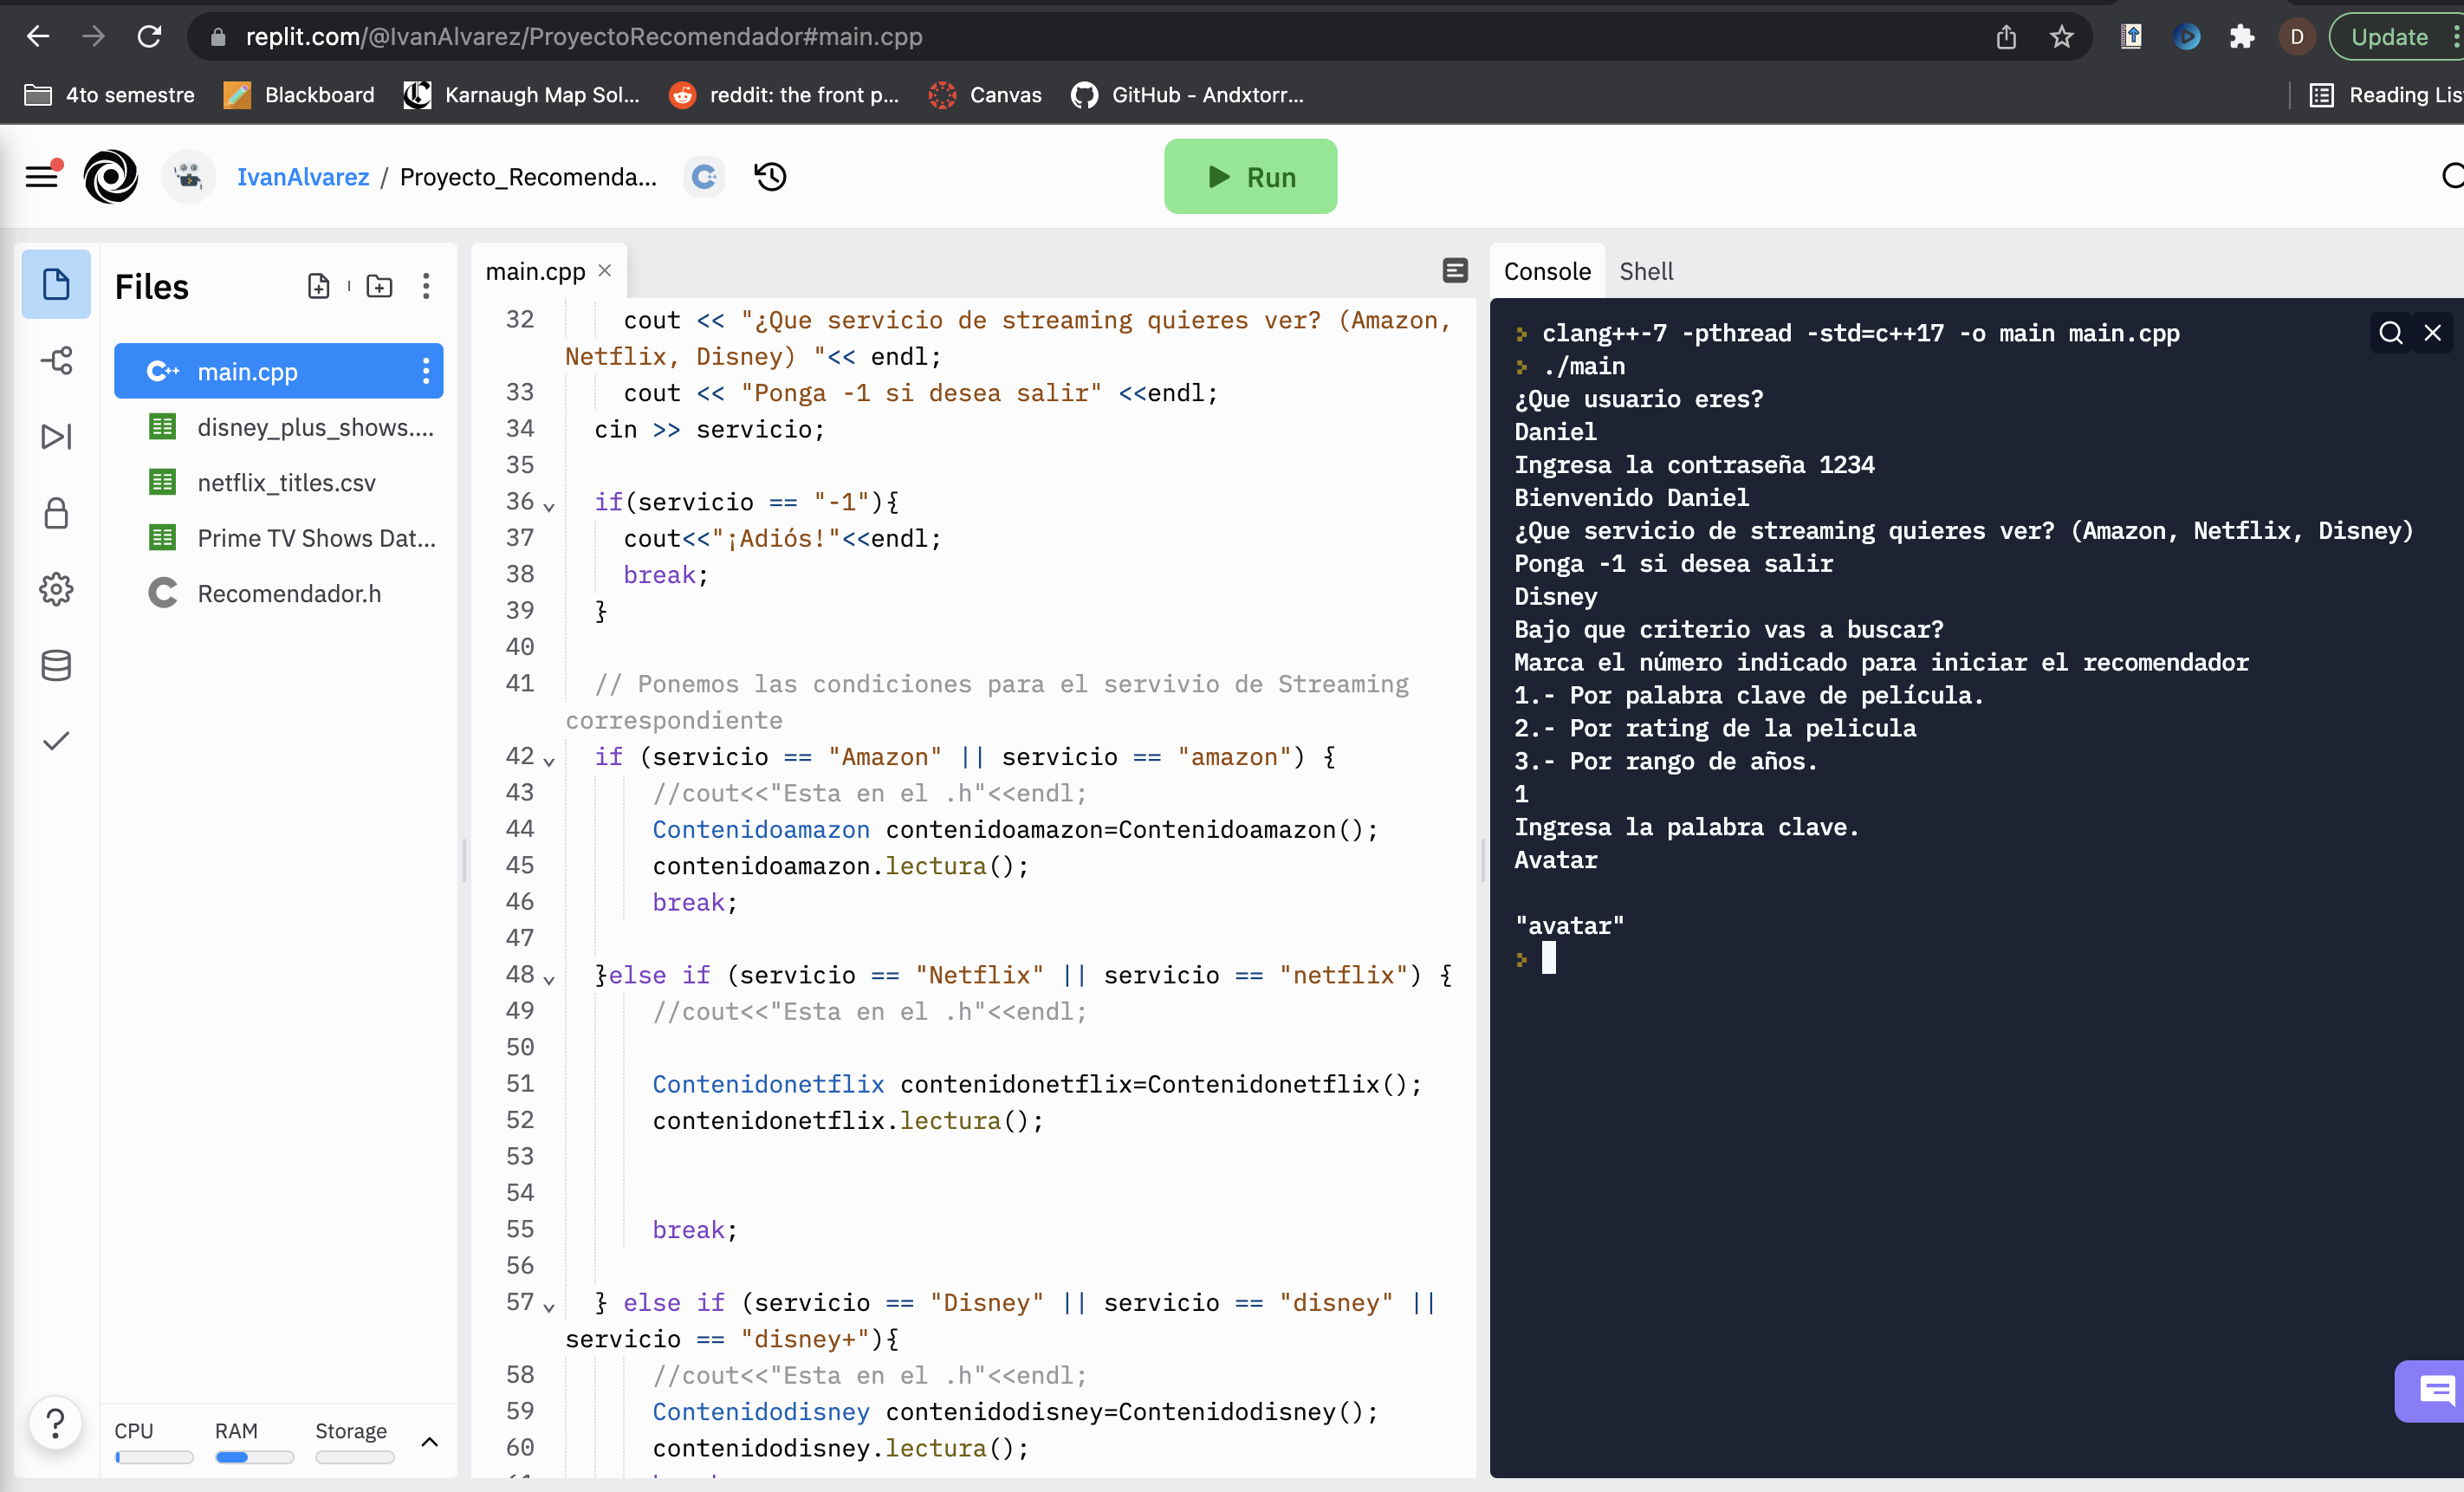 replit.com/@IvanAlvarez/ProyectoRecomendador#main.cpp
D
Update
4to semestre
Blackboard
Karnaugh Map Sol...
reddit: the front p...
Canvas
GitHub - Andxtorr...
Reading Lis
IvanAlvarez / Proyecto_Recomenda...
Run
Files
main.cpp
disney_plus_shows....
netflix_titles.csv
Prime TV Shows Dat...
Recomendador.h
CPU
RAM
Storage
main.cpp
32 cout << "¿Que servicio de streaming quieres ver? (Amazon,
Netflix, Disney) "<< endl;
33 cout << "Ponga -1 si desea salir" <<endl;
34 cin >> servicio;
35
36 if(servicio == "-1"){
37 cout<<"¡Adiós!"<<endl;
38 break;
39 }
40
41 // Ponemos las condiciones para el servivio de Streaming
correspondiente
42 if (servicio == "Amazon" || servicio == "amazon") {
43 //cout<<"Esta en el .h"<<endl;
44 Contenidoamazon contenidoamazon=Contenidoamazon();
45 contenidoamazon.lectura();
46 break;
47
48 }else if (servicio == "Netflix" || servicio == "netflix") {
49 //cout<<"Esta en el .h"<<endl;
50
51 Contenidonetflix contenidonetflix=Contenidonetflix();
52 contenidonetflix.lectura();
53
54
55 break;
56
57 } else if (servicio == "Disney" || servicio == "disney" ||
servicio == "disney+"){
58 //cout<<"Esta en el .h"<<endl;
59 Contenidodisney contenidodisney=Contenidodisney();
60 contenidodisney.lectura();
Console
Shell
clang++-7 -pthread -std=c++17 -o main main.cpp
./main
¿Que usuario eres?
Daniel
Ingresa la contraseña 1234
Bienvenido Daniel
¿Que servicio de streaming quieres ver? (Amazon, Netflix, Disney)
Ponga -1 si desea salir
Disney
Bajo que criterio vas a buscar?
Marca el número indicado para iniciar el recomendador
1.- Por palabra clave de película.
2.- Por rating de la pelicula
3.- Por rango de años.
1
Ingresa la palabra clave.
Avatar
"avatar"